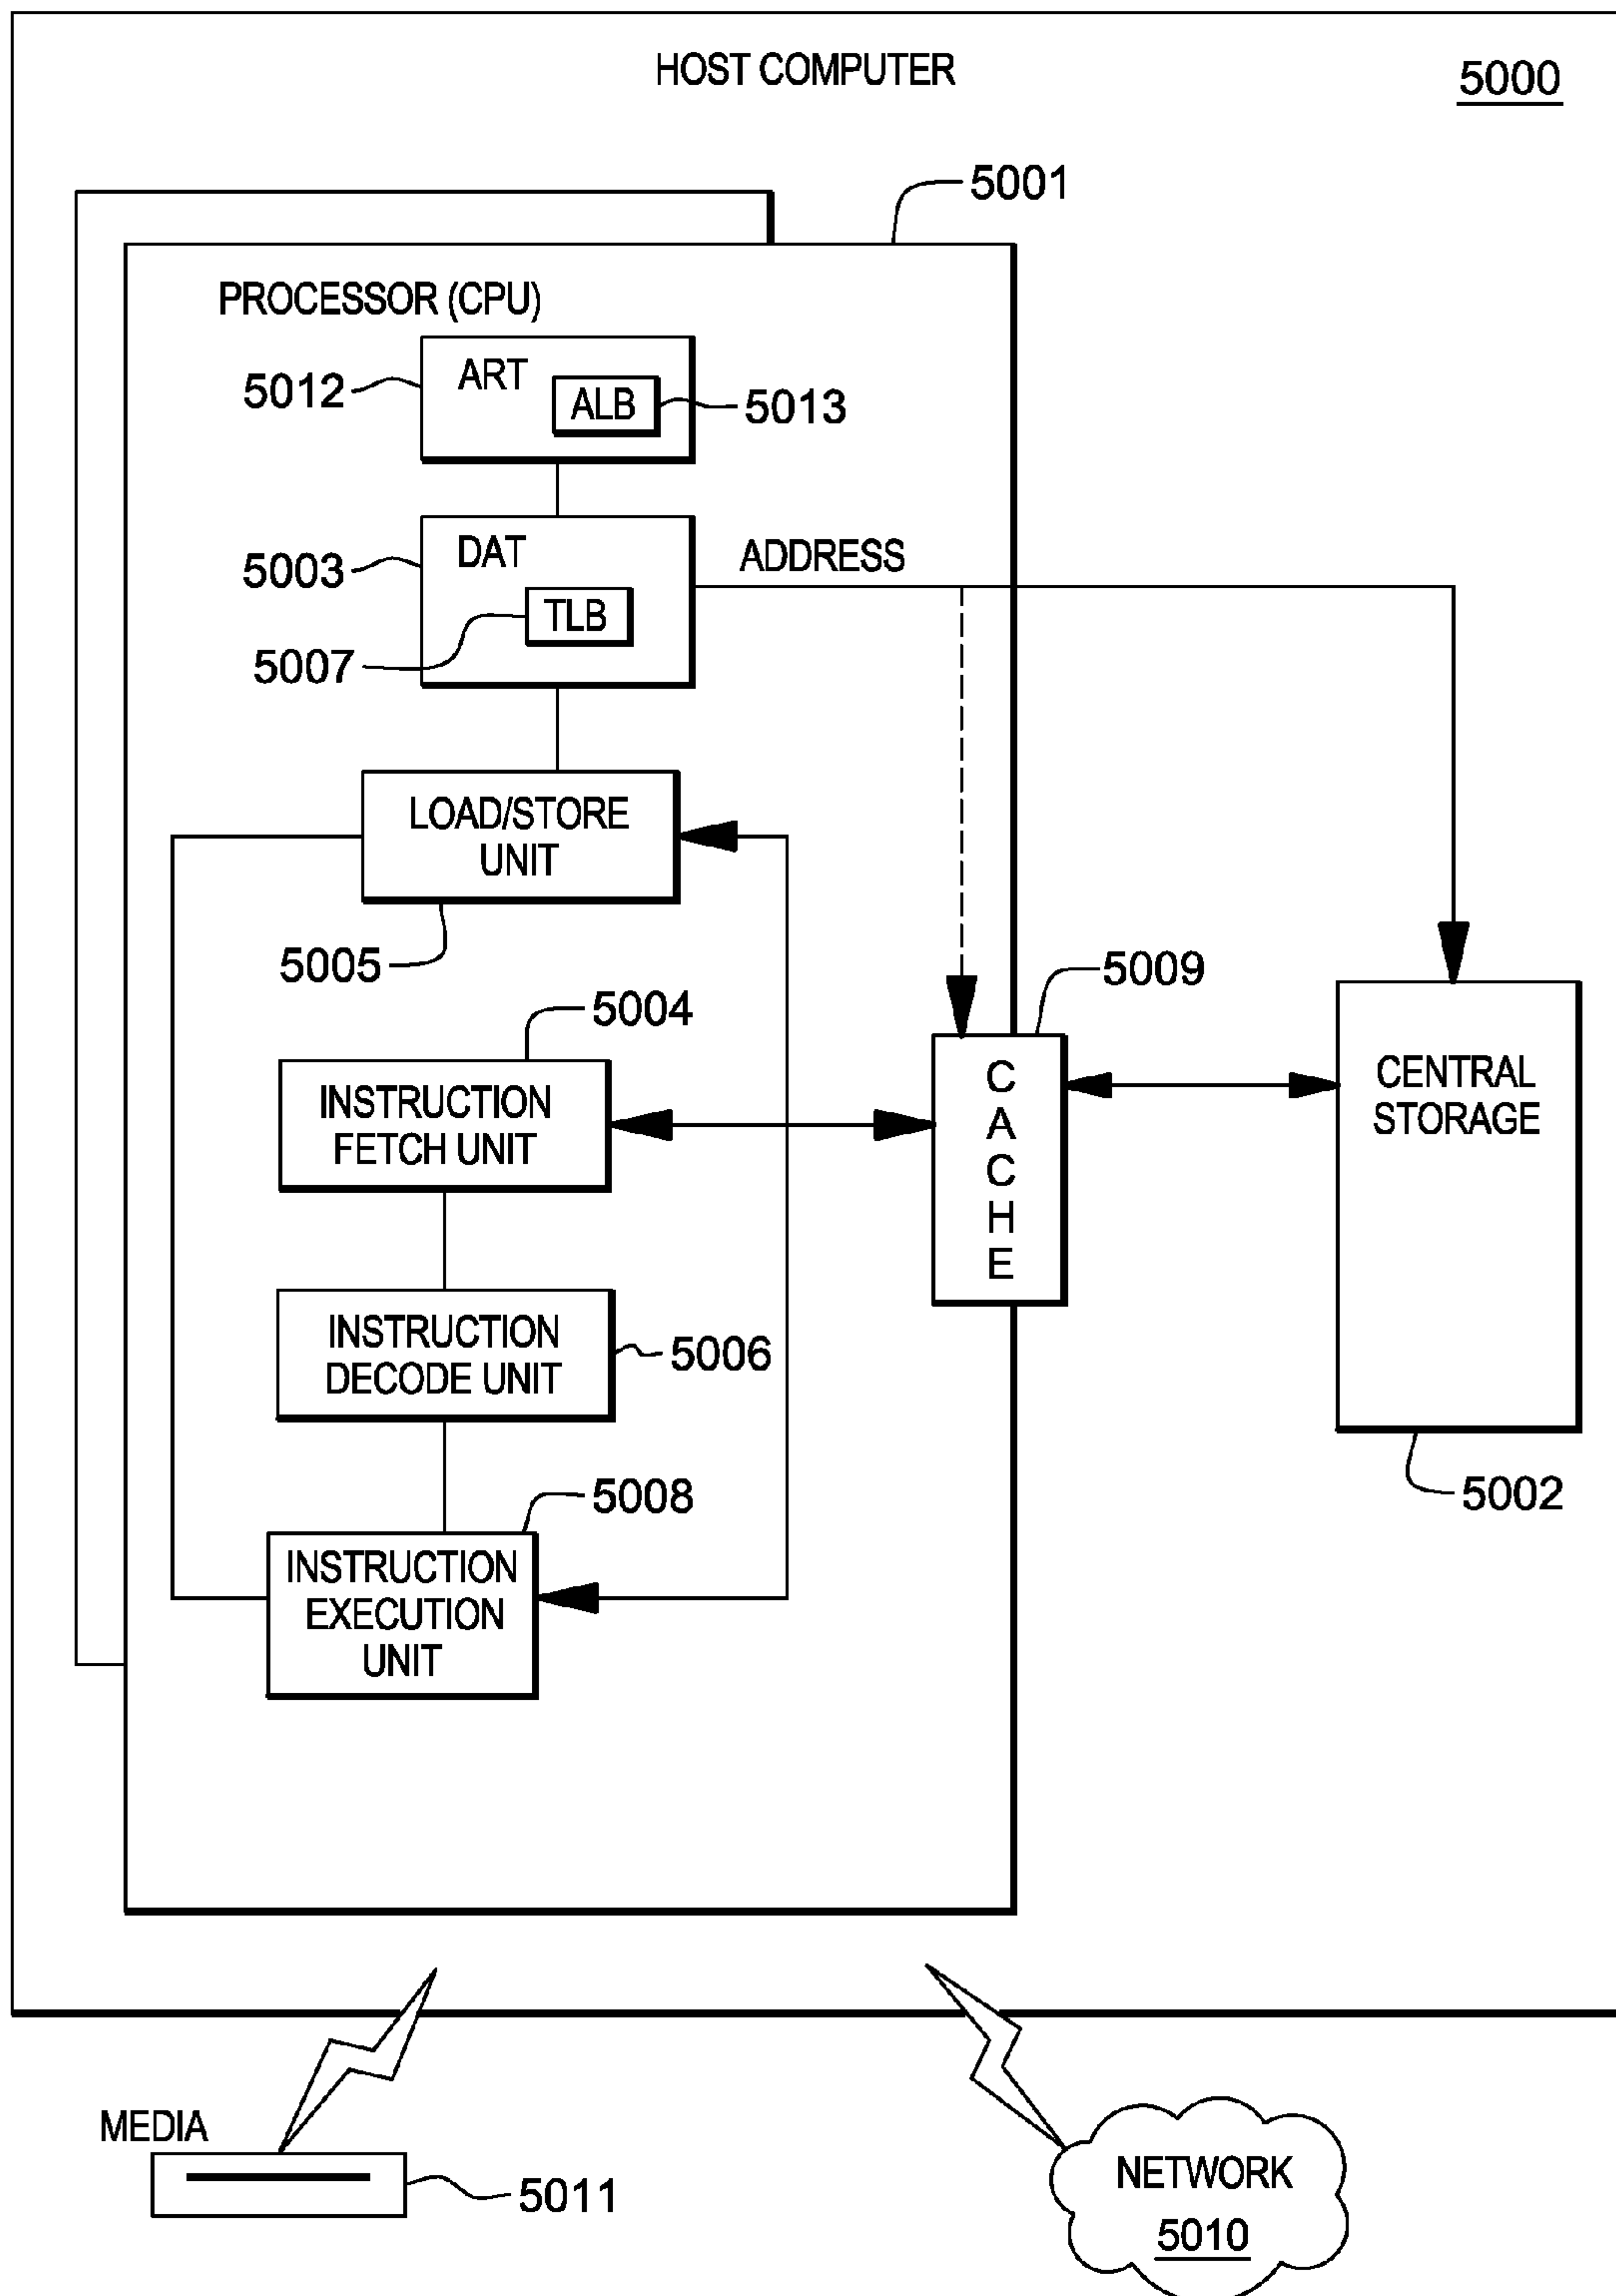 HOST COMPUTER
5000
5001
PROCESSOR (CPU)
ART
5012
ALB
5013
DAT
ADDRESS
5003
TLB
5007
LOAD/STORE
UNIT
5005
5009
5004
CACHE
CENTRAL
STORAGE
INSTRUCTION
FETCH UNIT
INSTRUCTION
DECODE UNIT
5006
5008
5002
INSTRUCTION
EXECUTION
UNIT
MEDIA
5011
NETWORK
5010